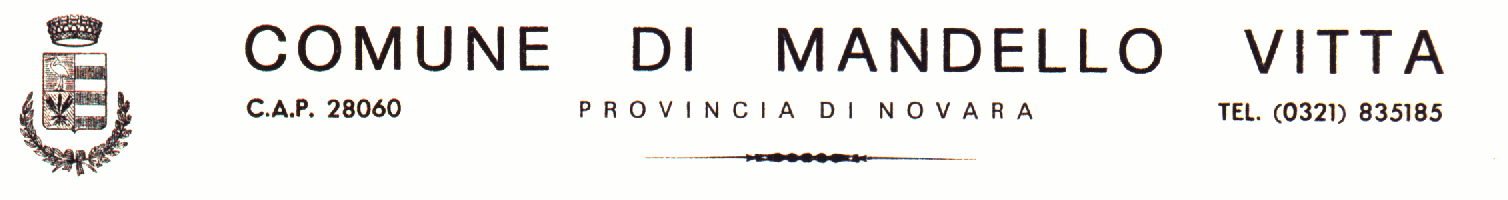 COMUNE DI MANDELLO VITTA
C.A.P. 28060 PROVINCIA DI NOVARA TEL. (0321) 835185